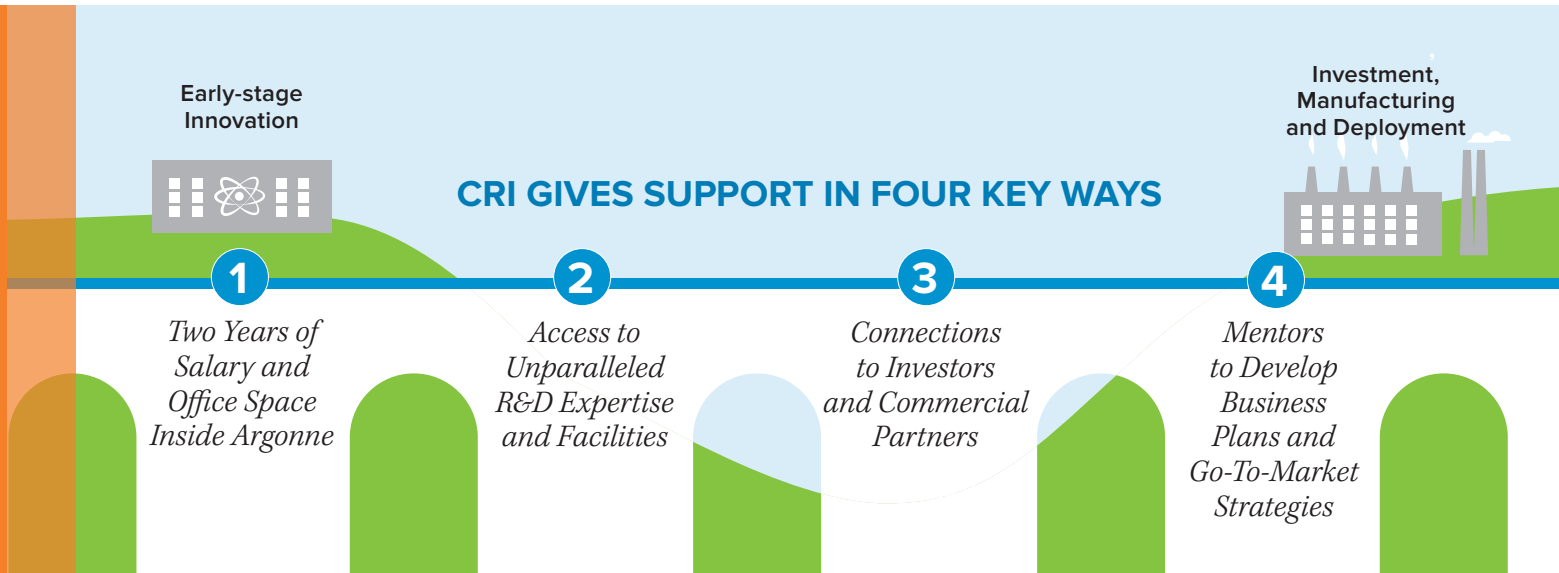 Early-stage
Innovation
Investment,
Manufacturing
and Deployment
CRI GIVES SUPPORT IN FOUR KEY WAYS
1
Two Years of
Salary and
Office Space
Inside Argonne
2
Access to
Unparalleled
R&D Expertise
and Facilities
3
Connections
to Investors
and Commercial
Partners
4
Mentors
to Develop
Business
Plans and
Go-To-Market
Strategies